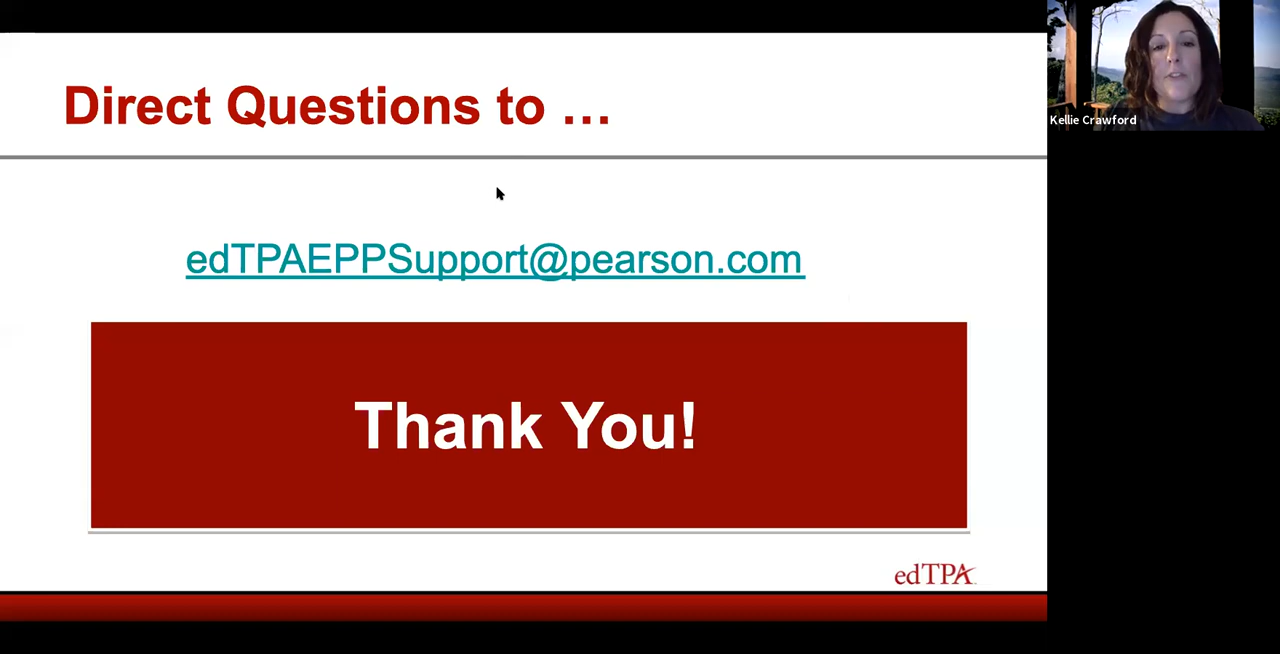 Direct Questions to …
Kellie Crawford
edTPAEPPSupport@pearson.com
Thank You!
edTPA